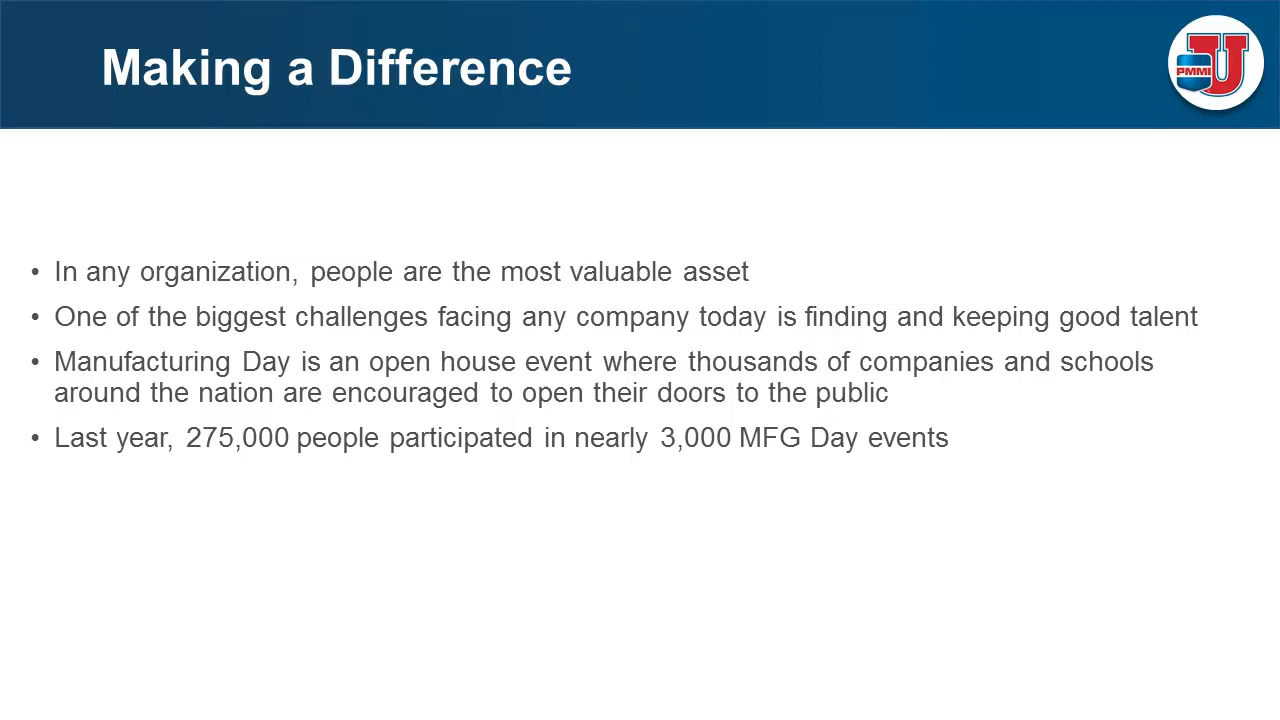 Making a Difference
PMMI U
• In any organization, people are the most valuable asset
• One of the biggest challenges facing any company today is finding and keeping good talent
• Manufacturing Day is an open house event where thousands of companies and schools
around the nation are encouraged to open their doors to the public
• Last year, 275,000 people participated in nearly 3,000 MFG Day events